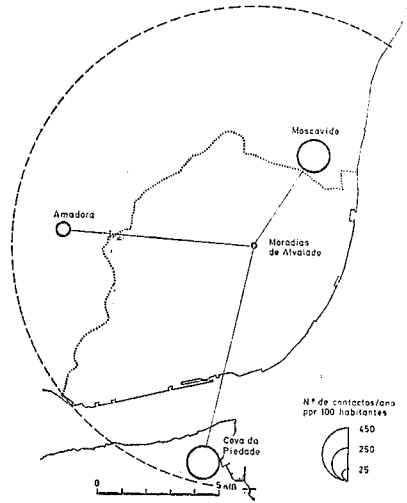 Moscavide
Amadora
Moradias
de Alvalade
Cova da
Piedade
Nº de contactos/ano
por 100 habitantes
450
250
25
0
5 km